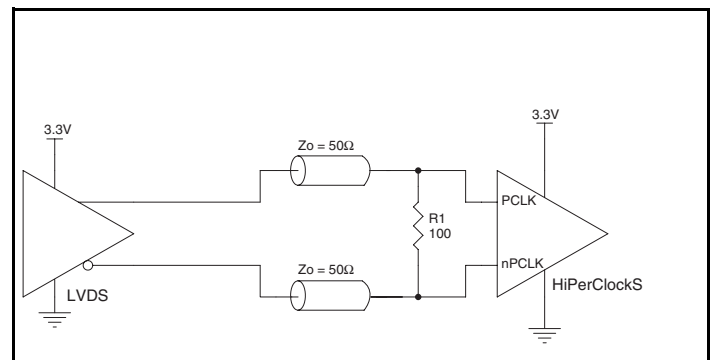 3.3V
3.3V
Zo = 50Ω
PCLK
R1
100
Zo = 50Ω
nPCLK
HiPerClockS
LVDS